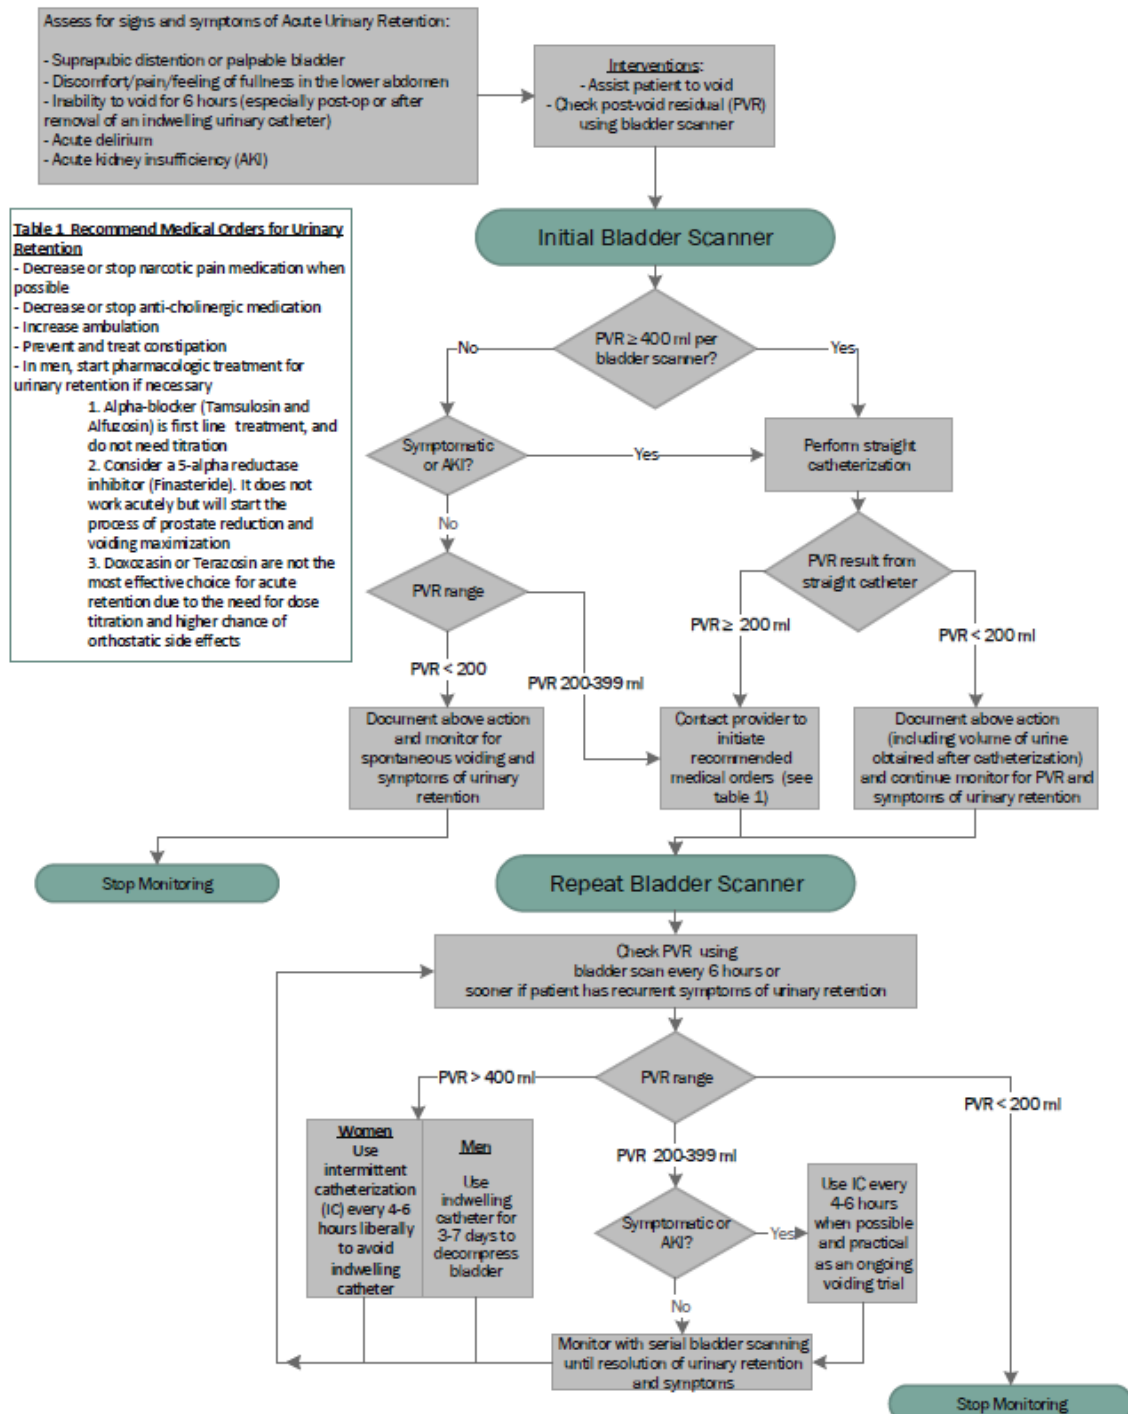 Assess for signs and symptoms of Acute Urinary Retention:
- Suprapubic distention or palpable bladder
- Discomfort/pain/feeling of fullness in the lower abdomen
- Inability to void for 6 hours (especially post-op or after
removal of an indwelling urinary catheter)
- Acute delirium
- Acute kidney insufficiency (AKI)
Interventions:
- Assist patient to void
- Check post-void residual (PVR)
using bladder scanner
Table 1 Recommend Medical Orders for Urinary
Retention
- Decrease or stop narcotic pain medication when
possible
- Decrease or stop anti-cholinergic medication
- Increase ambulation
- Prevent and treat constipation
- In men, start pharmacologic treatment for
urinary retention if necessary
1. Alpha-blocker (Tamsulosin and
Alfuzosin) is first line treatment, and
do not need titration
2. Consider a 5-alpha reductase
inhibitor (Finasteride). It does not
work acutely but will start the
process of prostate reduction and
voiding maximization
3. Doxozasin or Terazosin are not the
most effective choice for acute
retention due to the need for dose
titration and higher chance of
orthostatic side effects
Initial Bladder Scanner
PVR ≥ 400 ml per
bladder scanner?
No
Yes
Symptomatic
or AKI?
Yes
Perform straight
catheterization
No
PVR range
PVR result from
straight catheter
PVR < 200
PVR 200-399 ml
PVR ≥ 200 ml
PVR < 200 ml
Document above action
and monitor for
spontaneous voiding and
symptoms of urinary
retention
Contact provider to
initiate
recommended
medical orders (see
table 1)
Document above action
(including volume of urine
obtained after catheterization)
and continue monitor for PVR and
symptoms of urinary retention
Stop Monitoring
Repeat Bladder Scanner
Check PVR using
bladder scan every 6 hours or
sooner if patient has recurrent symptoms of urinary retention
PVR range
PVR > 400 ml
PVR < 200 ml
PVR 200-399 ml
Women
Use
intermittent
catheterization
(IC) every 4-6
hours liberally
to avoid
indwelling
catheter
Men
Use
indwelling
catheter for
3-7 days to
decompress
bladder
Symptomatic or
AKI?
Yes
Use IC every
4-6 hours
when possible
and practical
as an ongoing
voiding trial
No
Monitor with serial bladder scanning
until resolution of urinary retention
and symptoms
Stop Monitoring